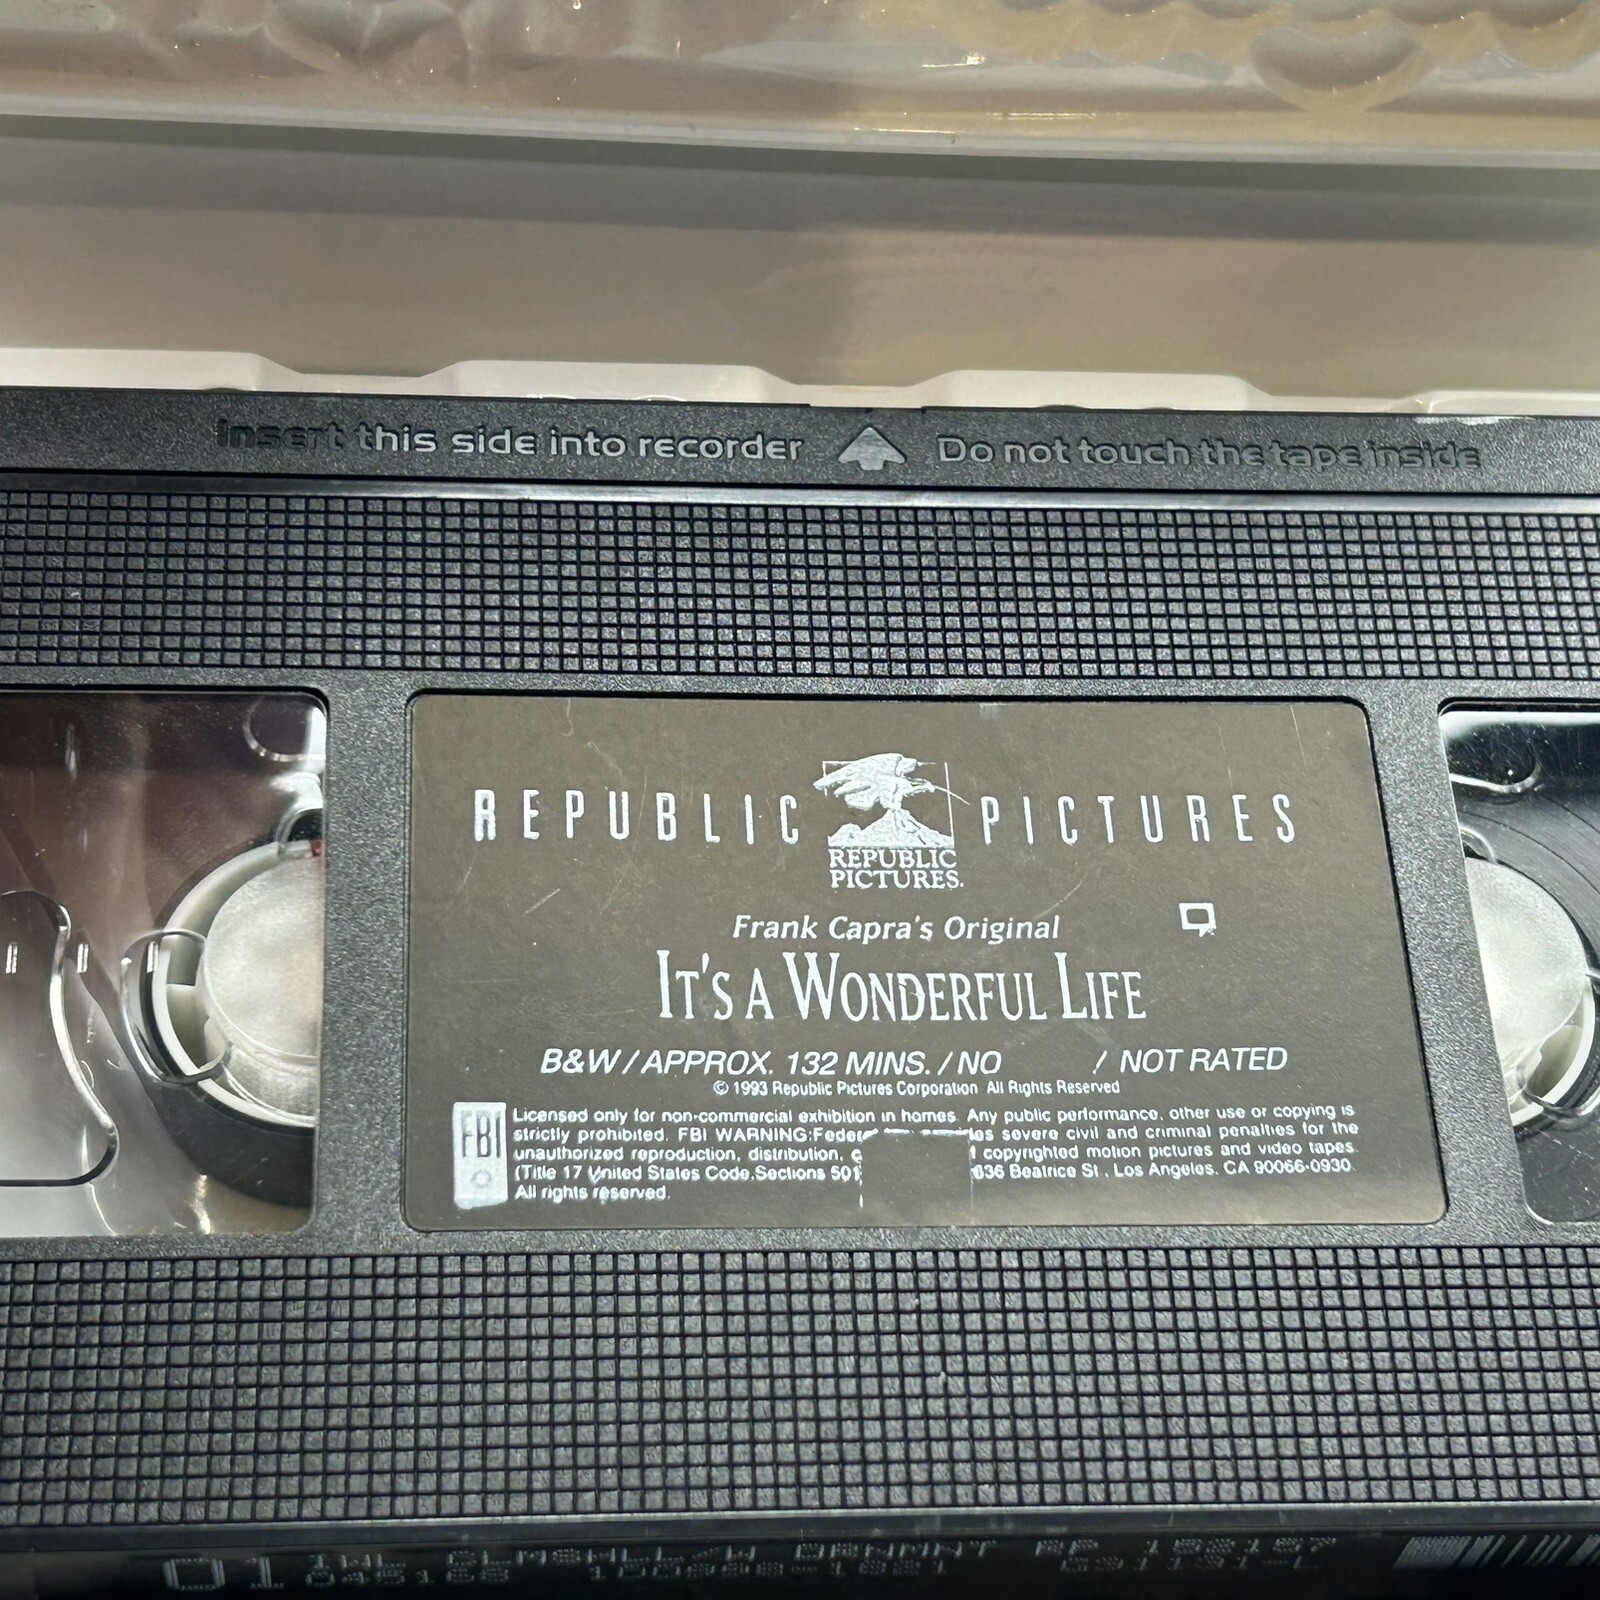 Insert this side into recorder Do not touch the tape inside
REPUBLIC PICTURES
REPUBLIC
PICTURES.
Frank Capra's Original
IT'S A WONDERFUL LIFE
B&W / APPROX. 132 MINS. / NO / NOT RATED
© 1993 Republic Pictures Corporation All Rights Reserved
FBI
Licensed only for non-commercial exhibition in homes. Any public performance, other use or copying is
strictly prohibited. FBI WARNING: severe civil and criminal penalties for the
unauthorized reproduction, distribution, copyrighted motion pictures and video tapes.
(Title 17 United States Code, Sections 501 636 Beatrice St., Los Angeles, CA 90066-0930.
All rights reserved.
01